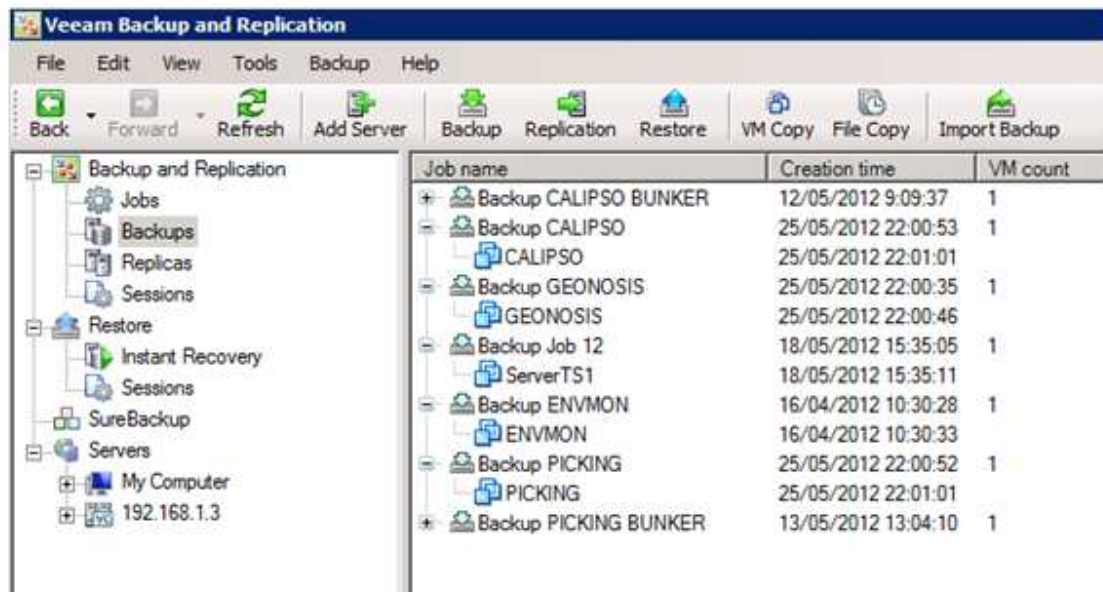 Veeam Backup and Replication
File Edit View Tools Backup Help
Back Forward Refresh Add Server Backup Replication Restore VM Copy File Copy Import Backup
Backup and Replication
Jobs
Backups
Replicas
Sessions
Restore
Instant Recovery
Sessions
SureBackup
Servers
My Computer
192.168.1.3
Job name Creation time VM count
Backup CALIPSO BUNKER 12/05/2012 9:09:37 1
Backup CALIPSO 25/05/2012 22:00:53 1
CALIPSO 25/05/2012 22:01:01
Backup GEONOSIS 25/05/2012 22:00:35 1
GEONOSIS 25/05/2012 22:00:46
Backup Job 12 18/05/2012 15:35:05 1
ServerTS1 18/05/2012 15:35:11
Backup ENVMON 16/04/2012 10:30:28 1
ENVMON 16/04/2012 10:30:33
Backup PICKING 25/05/2012 22:00:52 1
PICKING 25/05/2012 22:01:01
Backup PICKING BUNKER 13/05/2012 13:04:10 1